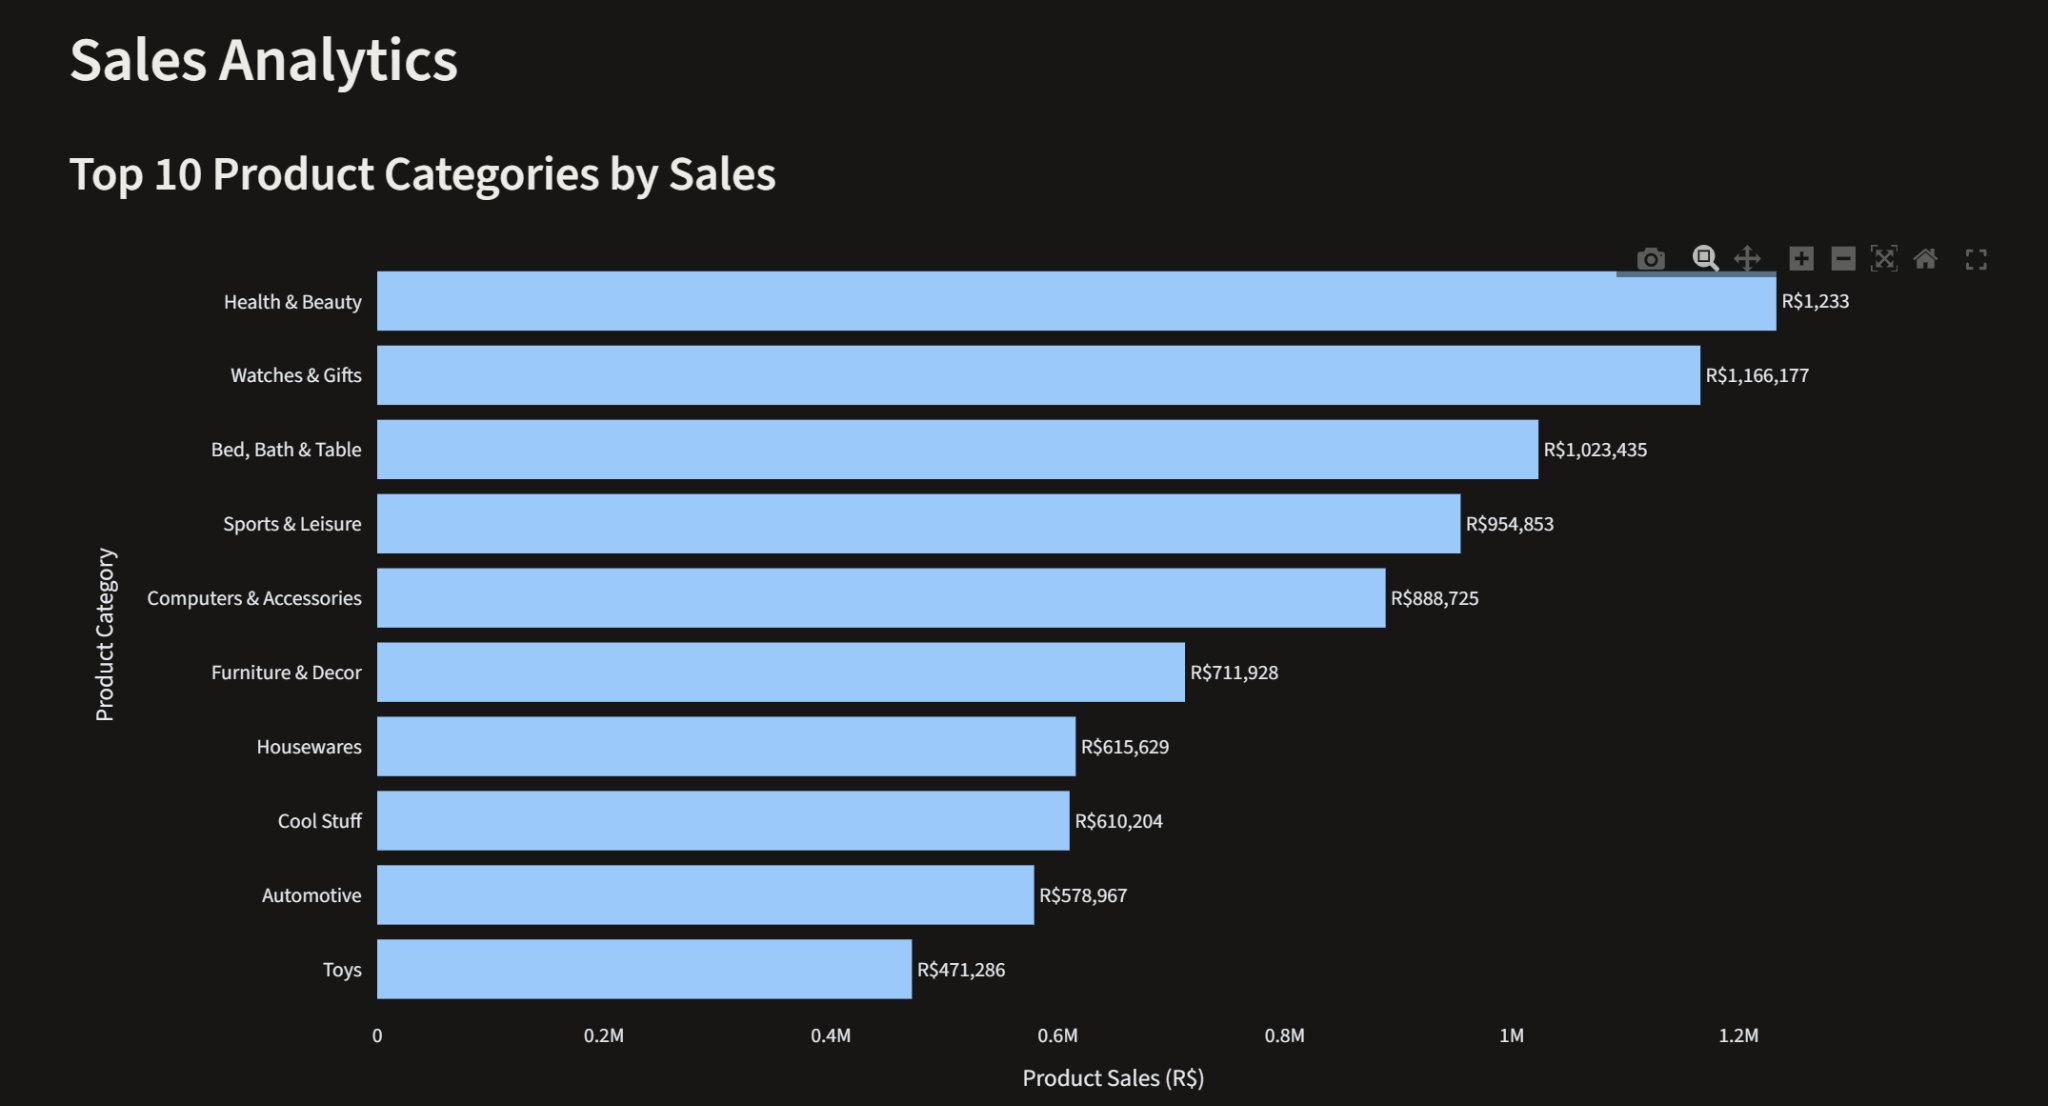 Sales Analytics
Top 10 Product Categories by Sales
Product Category
Health & Beauty R$1,233
Watches & Gifts R$1,166,177
Bed, Bath & Table R$1,023,435
Sports & Leisure R$954,853
Computers & Accessories R$888,725
Furniture & Decor R$711,928
Housewares R$615,629
Cool Stuff R$610,204
Automotive R$578,967
Toys R$471,286
0 0.2M 0.4M 0.6M 0.8M 1M 1.2M
Product Sales (R$)